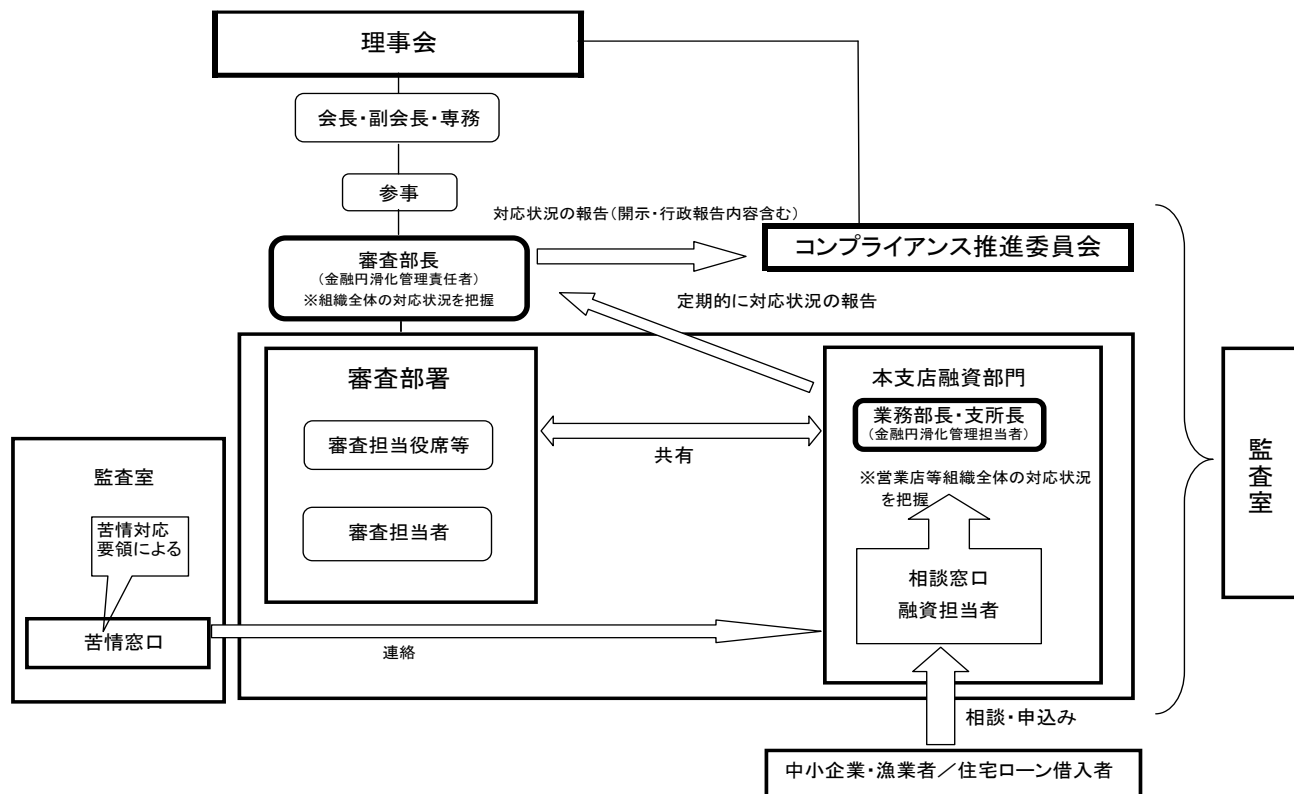 理事会
会長・副会長・専務
参事
対応状況の報告(開示・行政報告内容含む)
コンプライアンス推進委員会
審査部長
(金融円滑化管理責任者)
※組織全体の対応状況を把握
定期的に対応状況の報告
審査部署
審査担当役席等
審査担当者
共有
本支店融資部門
業務部長・支所長
(金融円滑化管理担当者)
※営業店等組織全体の対応状況
を把握
相談窓口
融資担当者
監査室
苦情対応
要領による
苦情窓口
連絡
相談・申込み
中小企業・漁業者/住宅ローン借入者
監査室